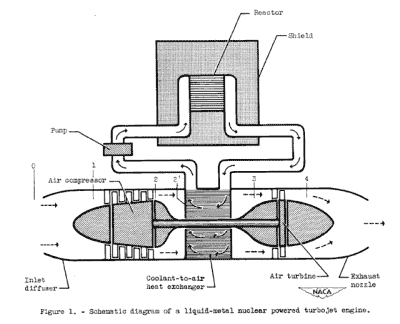 Reactor
Shield
Pump
0
1
Air compressor
2
2'
3
4
Inlet
diffuser
Coolant-to-air
heat exchanger
Air turbine
Exhaust
nozzle
NACA
Figure 1. - Schematic diagram of a liquid-metal nuclear powered turbojet engine.